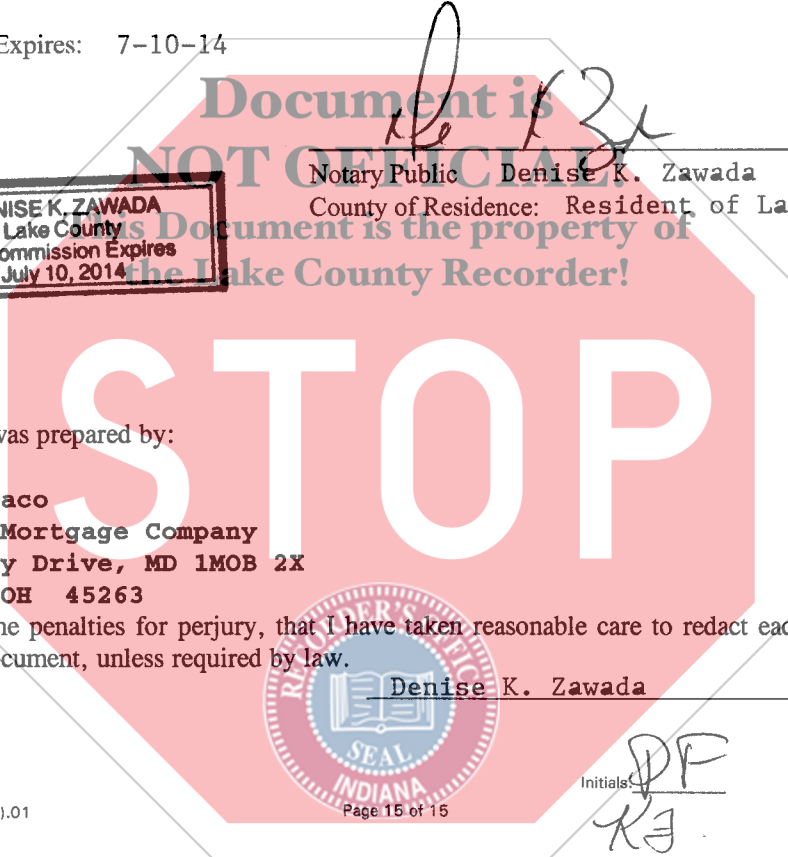 Expires: 7-10-14
Document is
NOT OFFICIAL!
This Document is the property of
the Lake County Recorder!
Notary Public Denise K. Zawada
County of Residence: Resident of La
NISE K. ZAWADA
Lake County
ommission Expires
July 10, 2014
STOP
was prepared by:
aco
Mortgage Company
y Drive, MD 1MOB 2X
OH 45263
he penalties for perjury, that I have taken reasonable care to redact eac
ocument, unless required by law.
Denise K. Zawada
RECORDER'S OFFICE
SEAL
INDIANA
Initials: DF
KJ
).01
Page 15 of 15